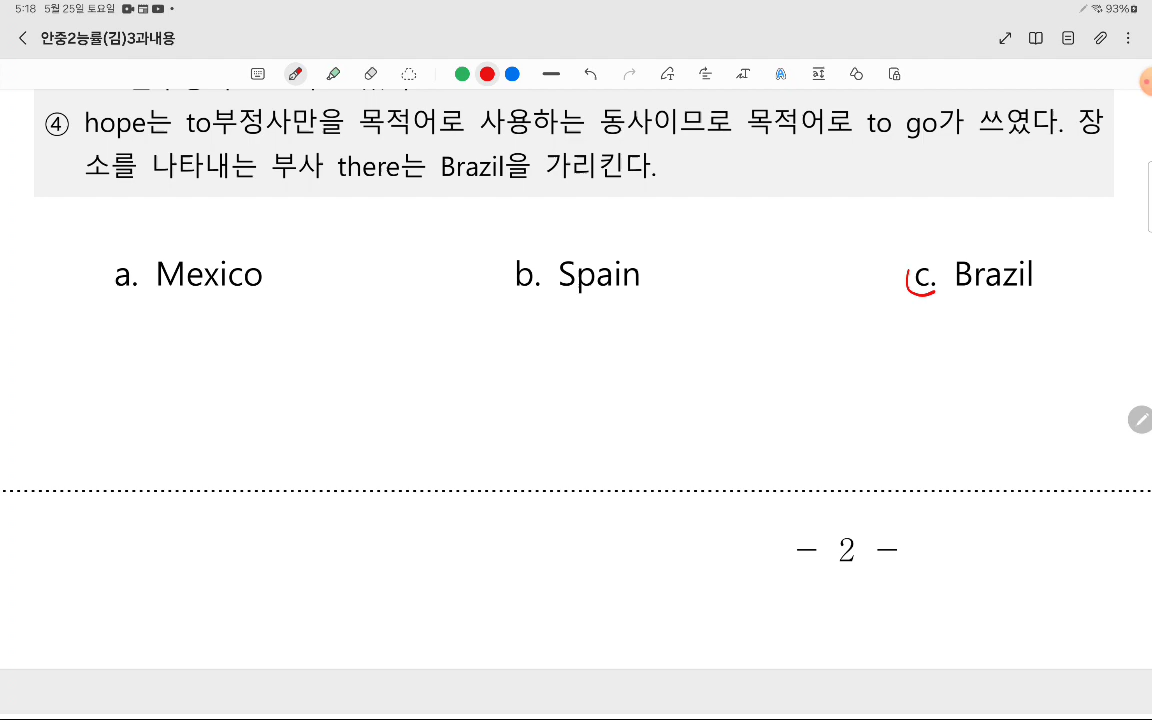 5:18 5월 25일 토요일
93%
안중2능률(김)3과내용
④ hope는 to부정사만을 목적어로 사용하는 동사이므로 목적어로 to go가 쓰였다. 장
소를 나타내는 부사 there는 Brazil을 가리킨다.
a. Mexico b. Spain c. Brazil
- 2 -